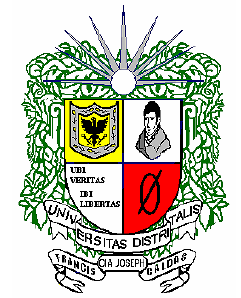 UBI
VERITAS
IBI
LIBERTAS
UNIVERSITAS DISTRITALIS
FRANCIS CIA JOSEPH CALDAS